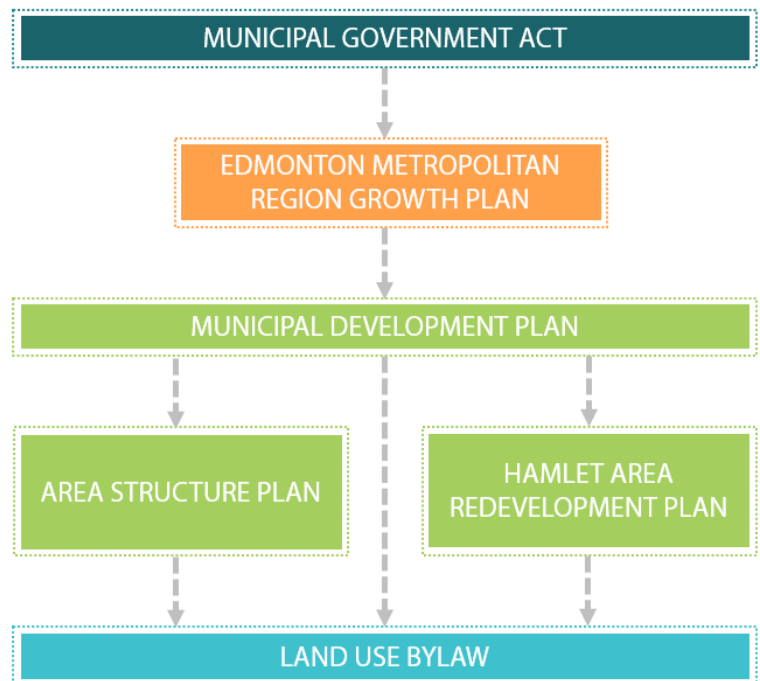 MUNICIPAL GOVERNMENT ACT
EDMONTON METROPOLITAN
REGION GROWTH PLAN
MUNICIPAL DEVELOPMENT PLAN
AREA STRUCTURE PLAN
HAMLET AREA
REDEVELOPMENT PLAN
LAND USE BYLAW